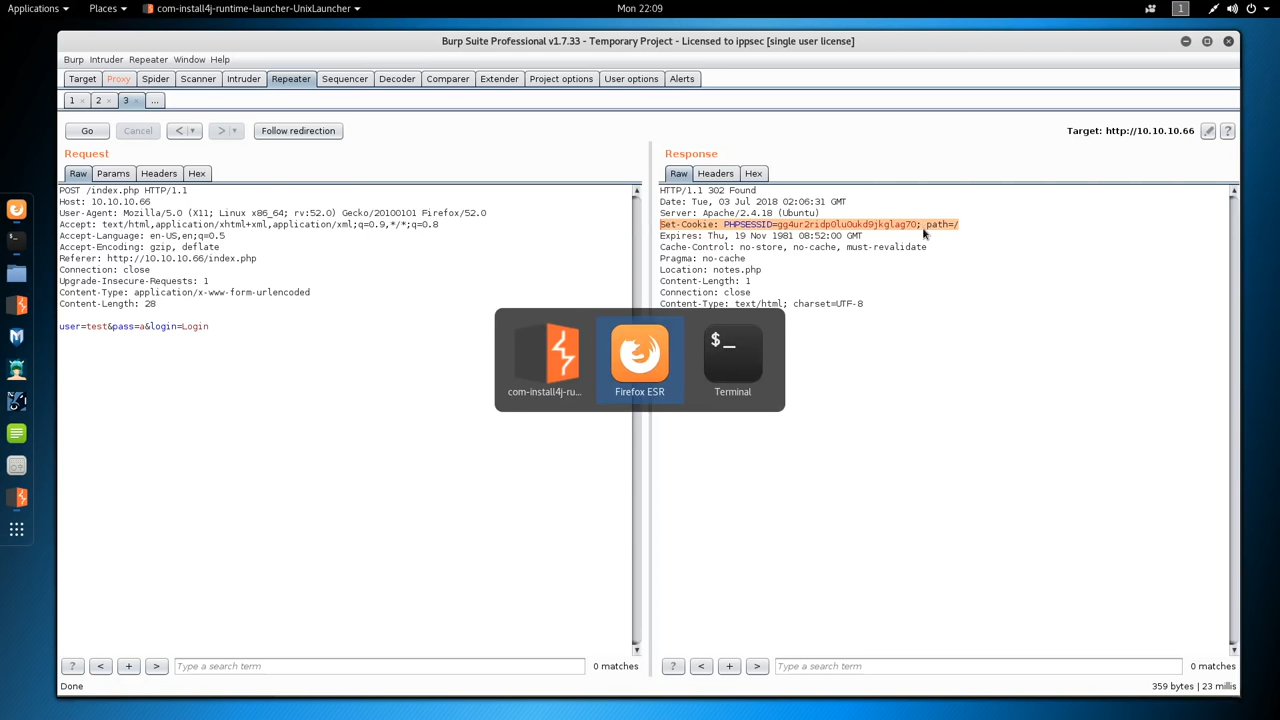 Applications Places com-install4j-runtime-launcher-UnixLauncher Mon 22:09 1
Burp Suite Professional v1.7.33 - Temporary Project - Licensed to ippsec [single user license]
Burp Intruder Repeater Window Help
Target Proxy Spider Scanner Intruder Repeater Sequencer Decoder Comparer Extender Project options User options Alerts
1 × 2 × 3 × ...
Go Cancel < > Follow redirection Target: http://10.10.10.66 ?
Request
Raw Params Headers Hex
POST /index.php HTTP/1.1
Host: 10.10.10.66
User-Agent: Mozilla/5.0 (X11; Linux x86_64; rv:52.0) Gecko/20100101 Firefox/52.0
Accept: text/html,application/xhtml+xml,application/xml;q=0.9,*/*;q=0.8
Accept-Language: en-US,en;q=0.5
Accept-Encoding: gzip, deflate
Referer: http://10.10.10.66/index.php
Connection: close
Upgrade-Insecure-Requests: 1
Content-Type: application/x-www-form-urlencoded
Content-Length: 28
user=test&pass=a&login=Login
Response
Raw Headers Hex
HTTP/1.1 302 Found
Date: Tue, 03 Jul 2018 02:06:31 GMT
Server: Apache/2.4.18 (Ubuntu)
Set-Cookie: PHPSESSID=gg4ur2ridp0lu0ukd9jkglag70; path=/
Expires: Thu, 19 Nov 1981 08:52:00 GMT
Cache-Control: no-store, no-cache, must-revalidate
Pragma: no-cache
Location: notes.php
Content-Length: 1
Connection: close
Content-Type: text/html; charset=UTF-8
$_
com-install4j-ru... Firefox ESR Terminal
? < + > Type a search term 0 matches
? < + > Type a search term 0 matches
Done 359 bytes | 23 millis